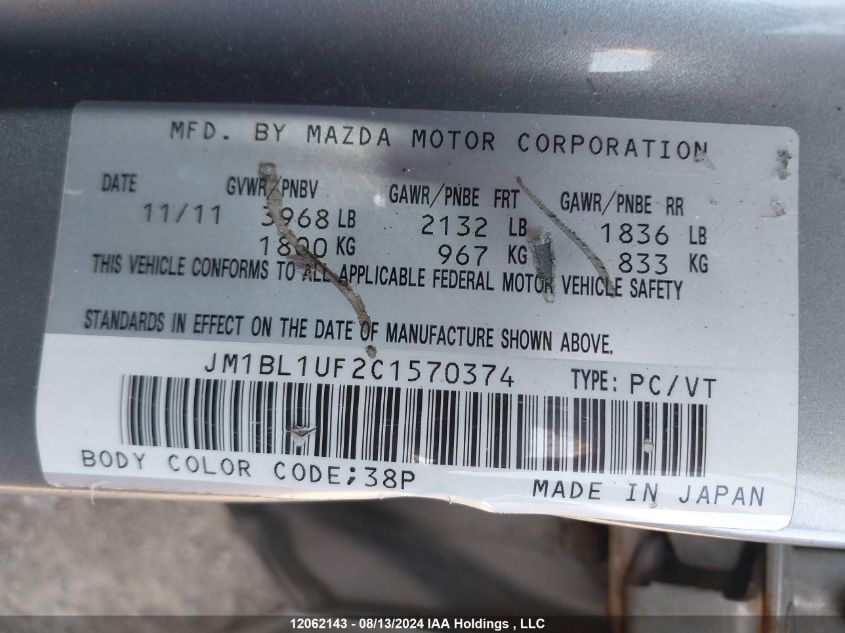 MFD. BY MAZDA MOTOR CORPORATION
DATE GVWR/PNBV GAWR/PNBE FRT GAWR/PNBE RR
11/11 3968 LB 2132 LB 1836 LB
1800 KG 967 KG 833 KG
THIS VEHICLE CONFORMS TO ALL APPLICABLE FEDERAL MOTOR VEHICLE SAFETY
STANDARDS IN EFFECT ON THE DATE OF MANUFACTURE SHOWN ABOVE.
JM1BL1UF2C1570374 TYPE: PC/VT
BODY COLOR CODE;38P
MADE IN JAPAN
12062143 - 08/13/2024 IAA Holdings , LLC